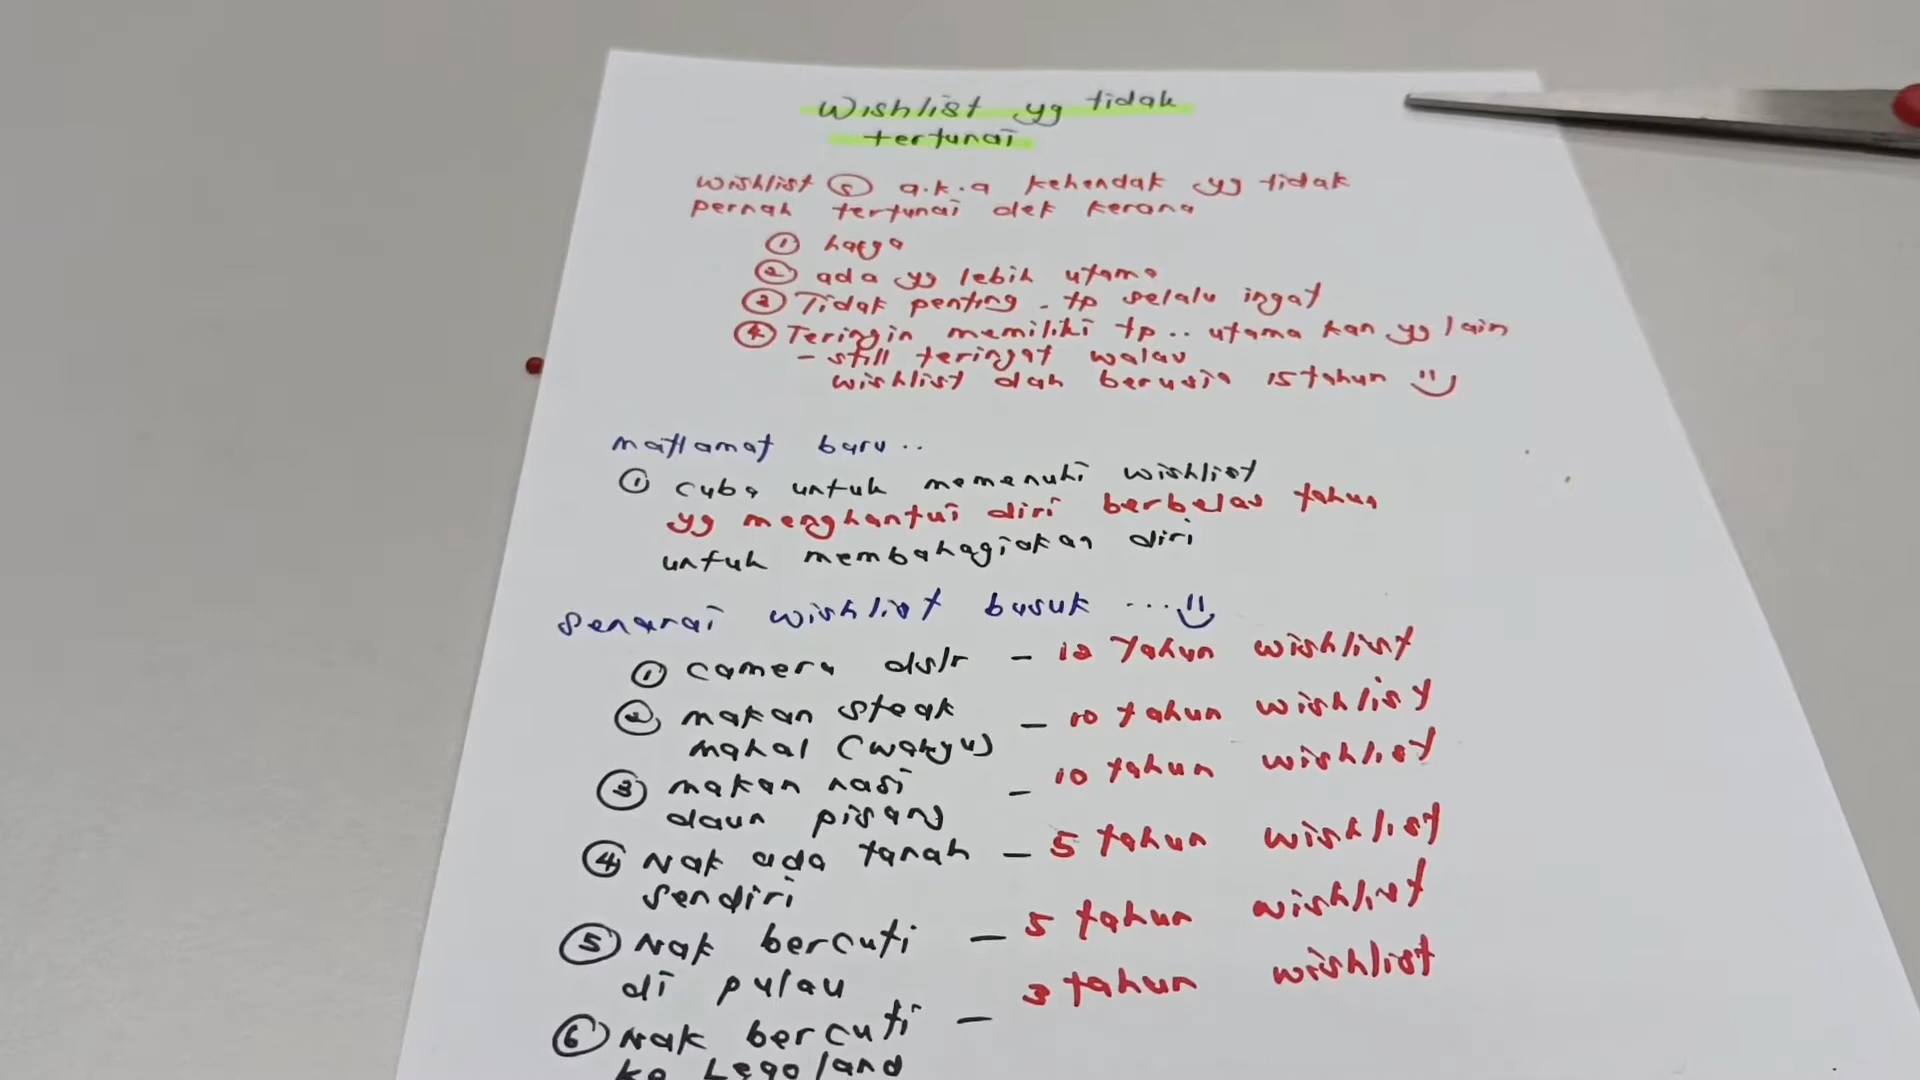 Wishlist yg tidak
tertunai
Wishlist (s) a.k.a kehendak yg tidak
pernah tertunai dek kerana
① harga
② ada yg lebih utama
③ Tidak penting - tp selalu ingat
④ Teringin memiliki tp.. utama kan yg lain
- still teringat walau
wishlist dah berusia 15 tahun
matlamat baru..
① cuba untuk memenuhi wishlist
yg menghantui diri berbelas tahun
untuk membahagiakan diri
Senarai wishlist busuk ...
① camera dslr – tahun wishlist
② makan steak – 10 tahun wishlist
mahal (wagyu)
③ makan nasi – 10 tahun wishlist
daun pisang
④ Nak ada tanah – 5 tahun wishlist
sendiri
⑤ Nak bercuti – 5 tahun wishlist
di pulau
⑥ Nak bercuti – 3 tahun wishlist
ke Legoland